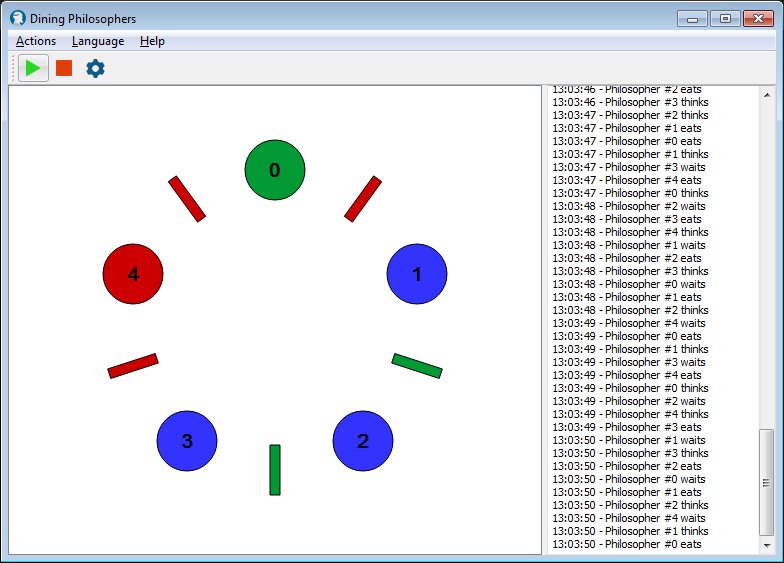 Dining Philosophers
Actions Language Help
0
4
1
3
2
13:03:46 - Philosopher #2 eats
13:03:46 - Philosopher #3 thinks
13:03:47 - Philosopher #2 thinks
13:03:47 - Philosopher #1 eats
13:03:47 - Philosopher #0 eats
13:03:47 - Philosopher #1 thinks
13:03:47 - Philosopher #3 waits
13:03:47 - Philosopher #4 eats
13:03:47 - Philosopher #0 thinks
13:03:48 - Philosopher #2 waits
13:03:48 - Philosopher #3 eats
13:03:48 - Philosopher #4 thinks
13:03:48 - Philosopher #1 waits
13:03:48 - Philosopher #2 eats
13:03:48 - Philosopher #3 thinks
13:03:48 - Philosopher #0 waits
13:03:48 - Philosopher #1 eats
13:03:48 - Philosopher #2 thinks
13:03:49 - Philosopher #4 waits
13:03:49 - Philosopher #0 eats
13:03:49 - Philosopher #1 thinks
13:03:49 - Philosopher #3 waits
13:03:49 - Philosopher #4 eats
13:03:49 - Philosopher #0 thinks
13:03:49 - Philosopher #2 waits
13:03:49 - Philosopher #4 thinks
13:03:49 - Philosopher #3 eats
13:03:50 - Philosopher #1 waits
13:03:50 - Philosopher #3 thinks
13:03:50 - Philosopher #2 eats
13:03:50 - Philosopher #0 waits
13:03:50 - Philosopher #1 eats
13:03:50 - Philosopher #2 thinks
13:03:50 - Philosopher #4 waits
13:03:50 - Philosopher #1 thinks
13:03:50 - Philosopher #0 eats